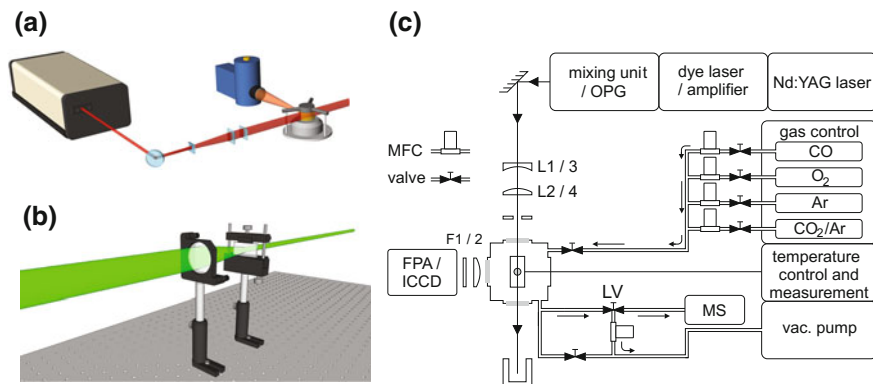 (a)
(b)
(c)
mixing unit
/ OPG
dye laser
/ amplifier
Nd:YAG laser
MFC
valve
L1 / 3
L2 / 4
F1 / 2
FPA /
ICCD
gas control
CO
O₂
Ar
CO₂/Ar
temperature
control and
measurement
LV
MS
vac. pump